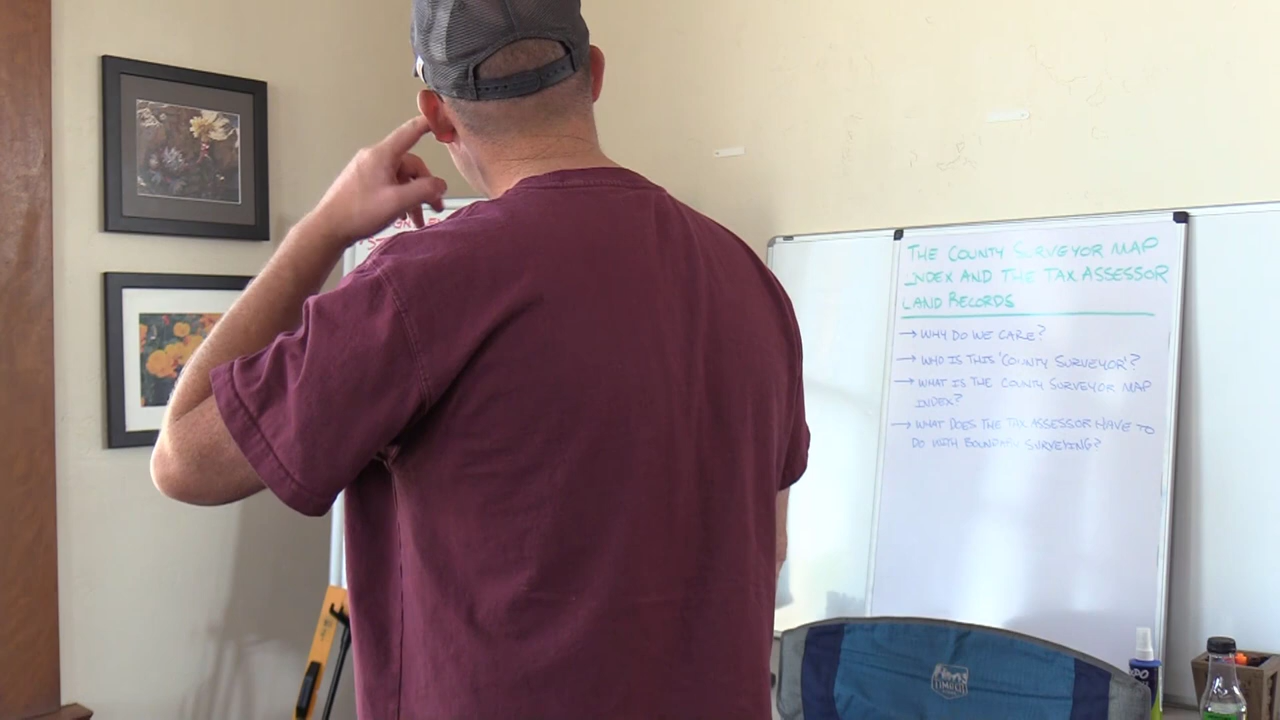 THE COUNTY SURVEYOR MAP
INDEX AND THE TAX ASSESSOR
LAND RECORDS
→ WHY DO WE CARE?
→ WHO IS THIS 'COUNTY SURVEYOR'?
→ WHAT IS THE COUNTY SURVEYOR MAP
INDEX?
→ WHAT DOES THE TAX ASSESSOR HAVE TO
DO WITH BOUNDARY SURVEYING?